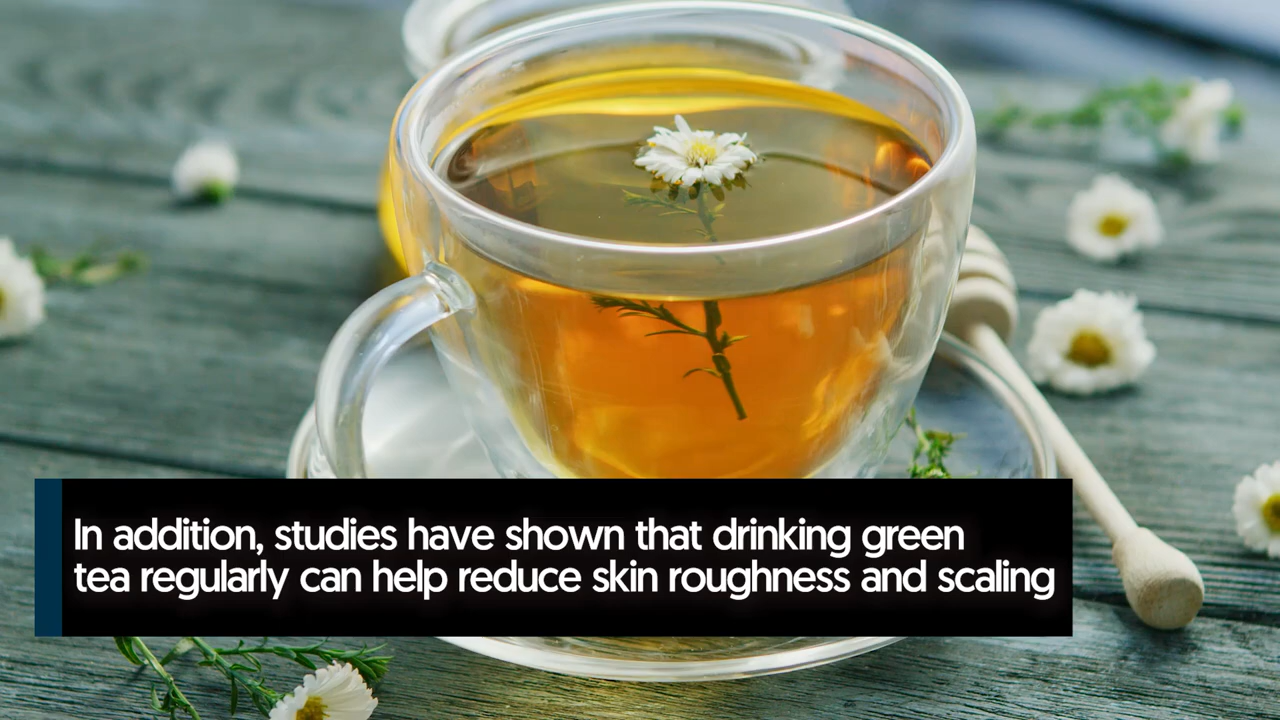 In addition, studies have shown that drinking green
tea regularly can help reduce skin roughness and scaling